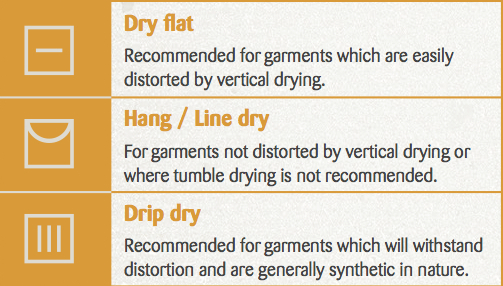 Dry flat
Recommended for garments which are easily
distorted by vertical drying.
Hang / Line dry
For garments not distorted by vertical drying or
where tumble drying is not recommended.
Drip dry
Recommended for garments which will withstand
distortion and are generally synthetic in nature.